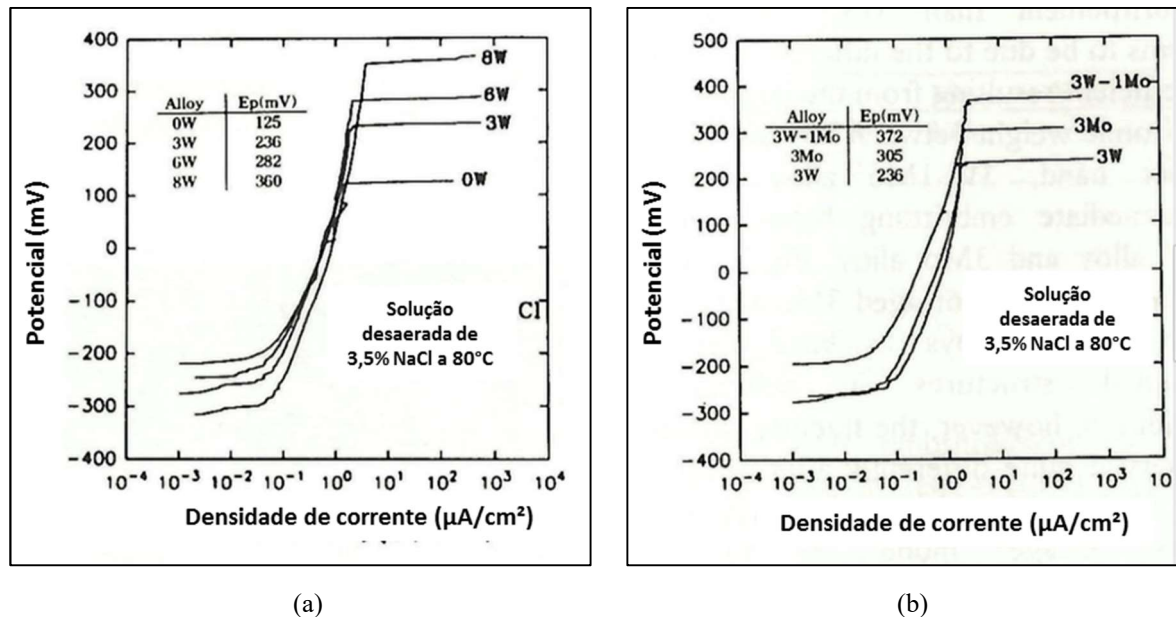 400
300
200
100
0
-100
-200
-300
-400
Potencial (mV)
Alloy Ep(mV)
0W 125
3W 236
6W 282
8W 360
8W
6W
3W
0W
Solução
desaerada de
3,5% NaCl a 80°C
Cl
10⁻⁴ 10⁻³ 10⁻² 10⁻¹ 10⁰ 10¹ 10² 10³ 10⁴
Densidade de corrente (μA/cm²)
(a)
500
400
300
200
100
0
-100
-200
-300
-400
Potencial (mV)
Alloy Ep(mV)
3W-1Mo 372
3Mo 305
3W 236
3W-1Mo
3Mo
3W
Solução
desaerada de
3,5% NaCl a 80°C
10⁻⁴ 10⁻³ 10⁻² 10⁻¹ 10⁰ 10¹ 10² 10³ 10
Densidade de corrente (μA/cm²)
(b)